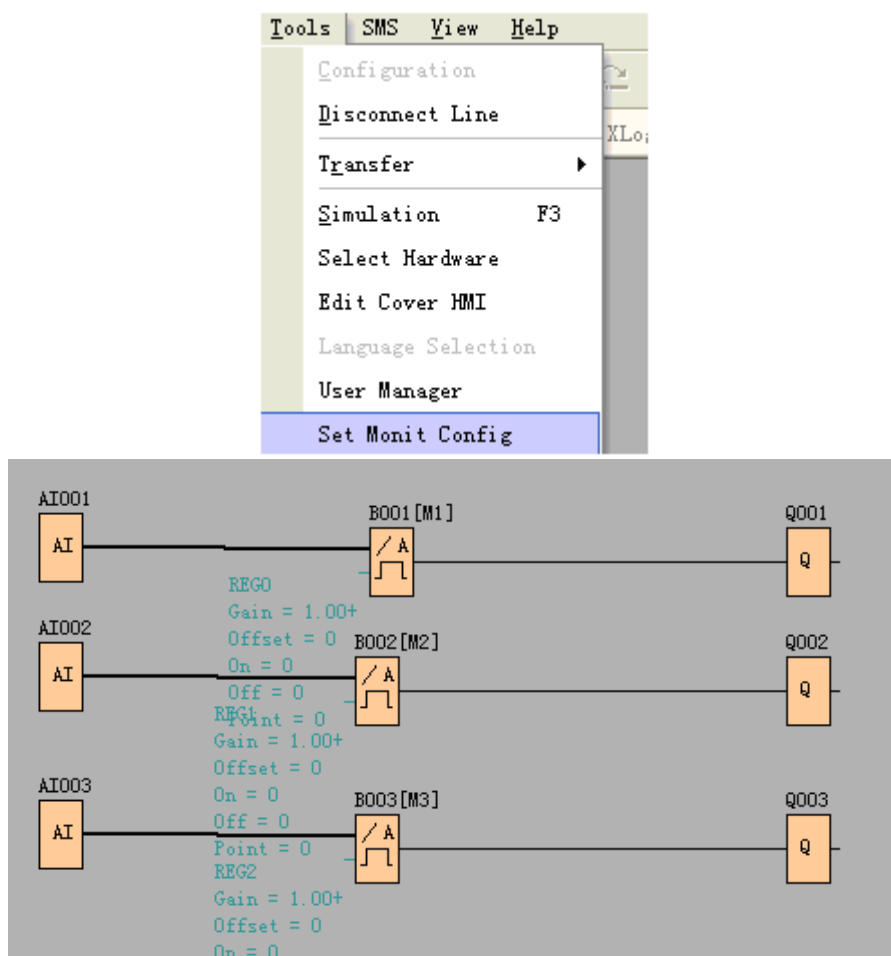 Tools SMS View Help
Configuration
Disconnect Line
Transfer
Simulation F3
Select Hardware
Edit Cover HMI
Language Selection
User Manager
Set Monit Config
AI001
AI
B001[M1]
A
Q001
Q
REG0
Gain = 1.00+
Offset = 0
On = 0
Off = 0
Point = 0
AI002
AI
B002[M2]
A
Q002
Q
REG1
Gain = 1.00+
Offset = 0
On = 0
Off = 0
Point = 0
AI003
AI
B003[M3]
A
Q003
Q
REG2
Gain = 1.00+
Offset = 0
On = 0